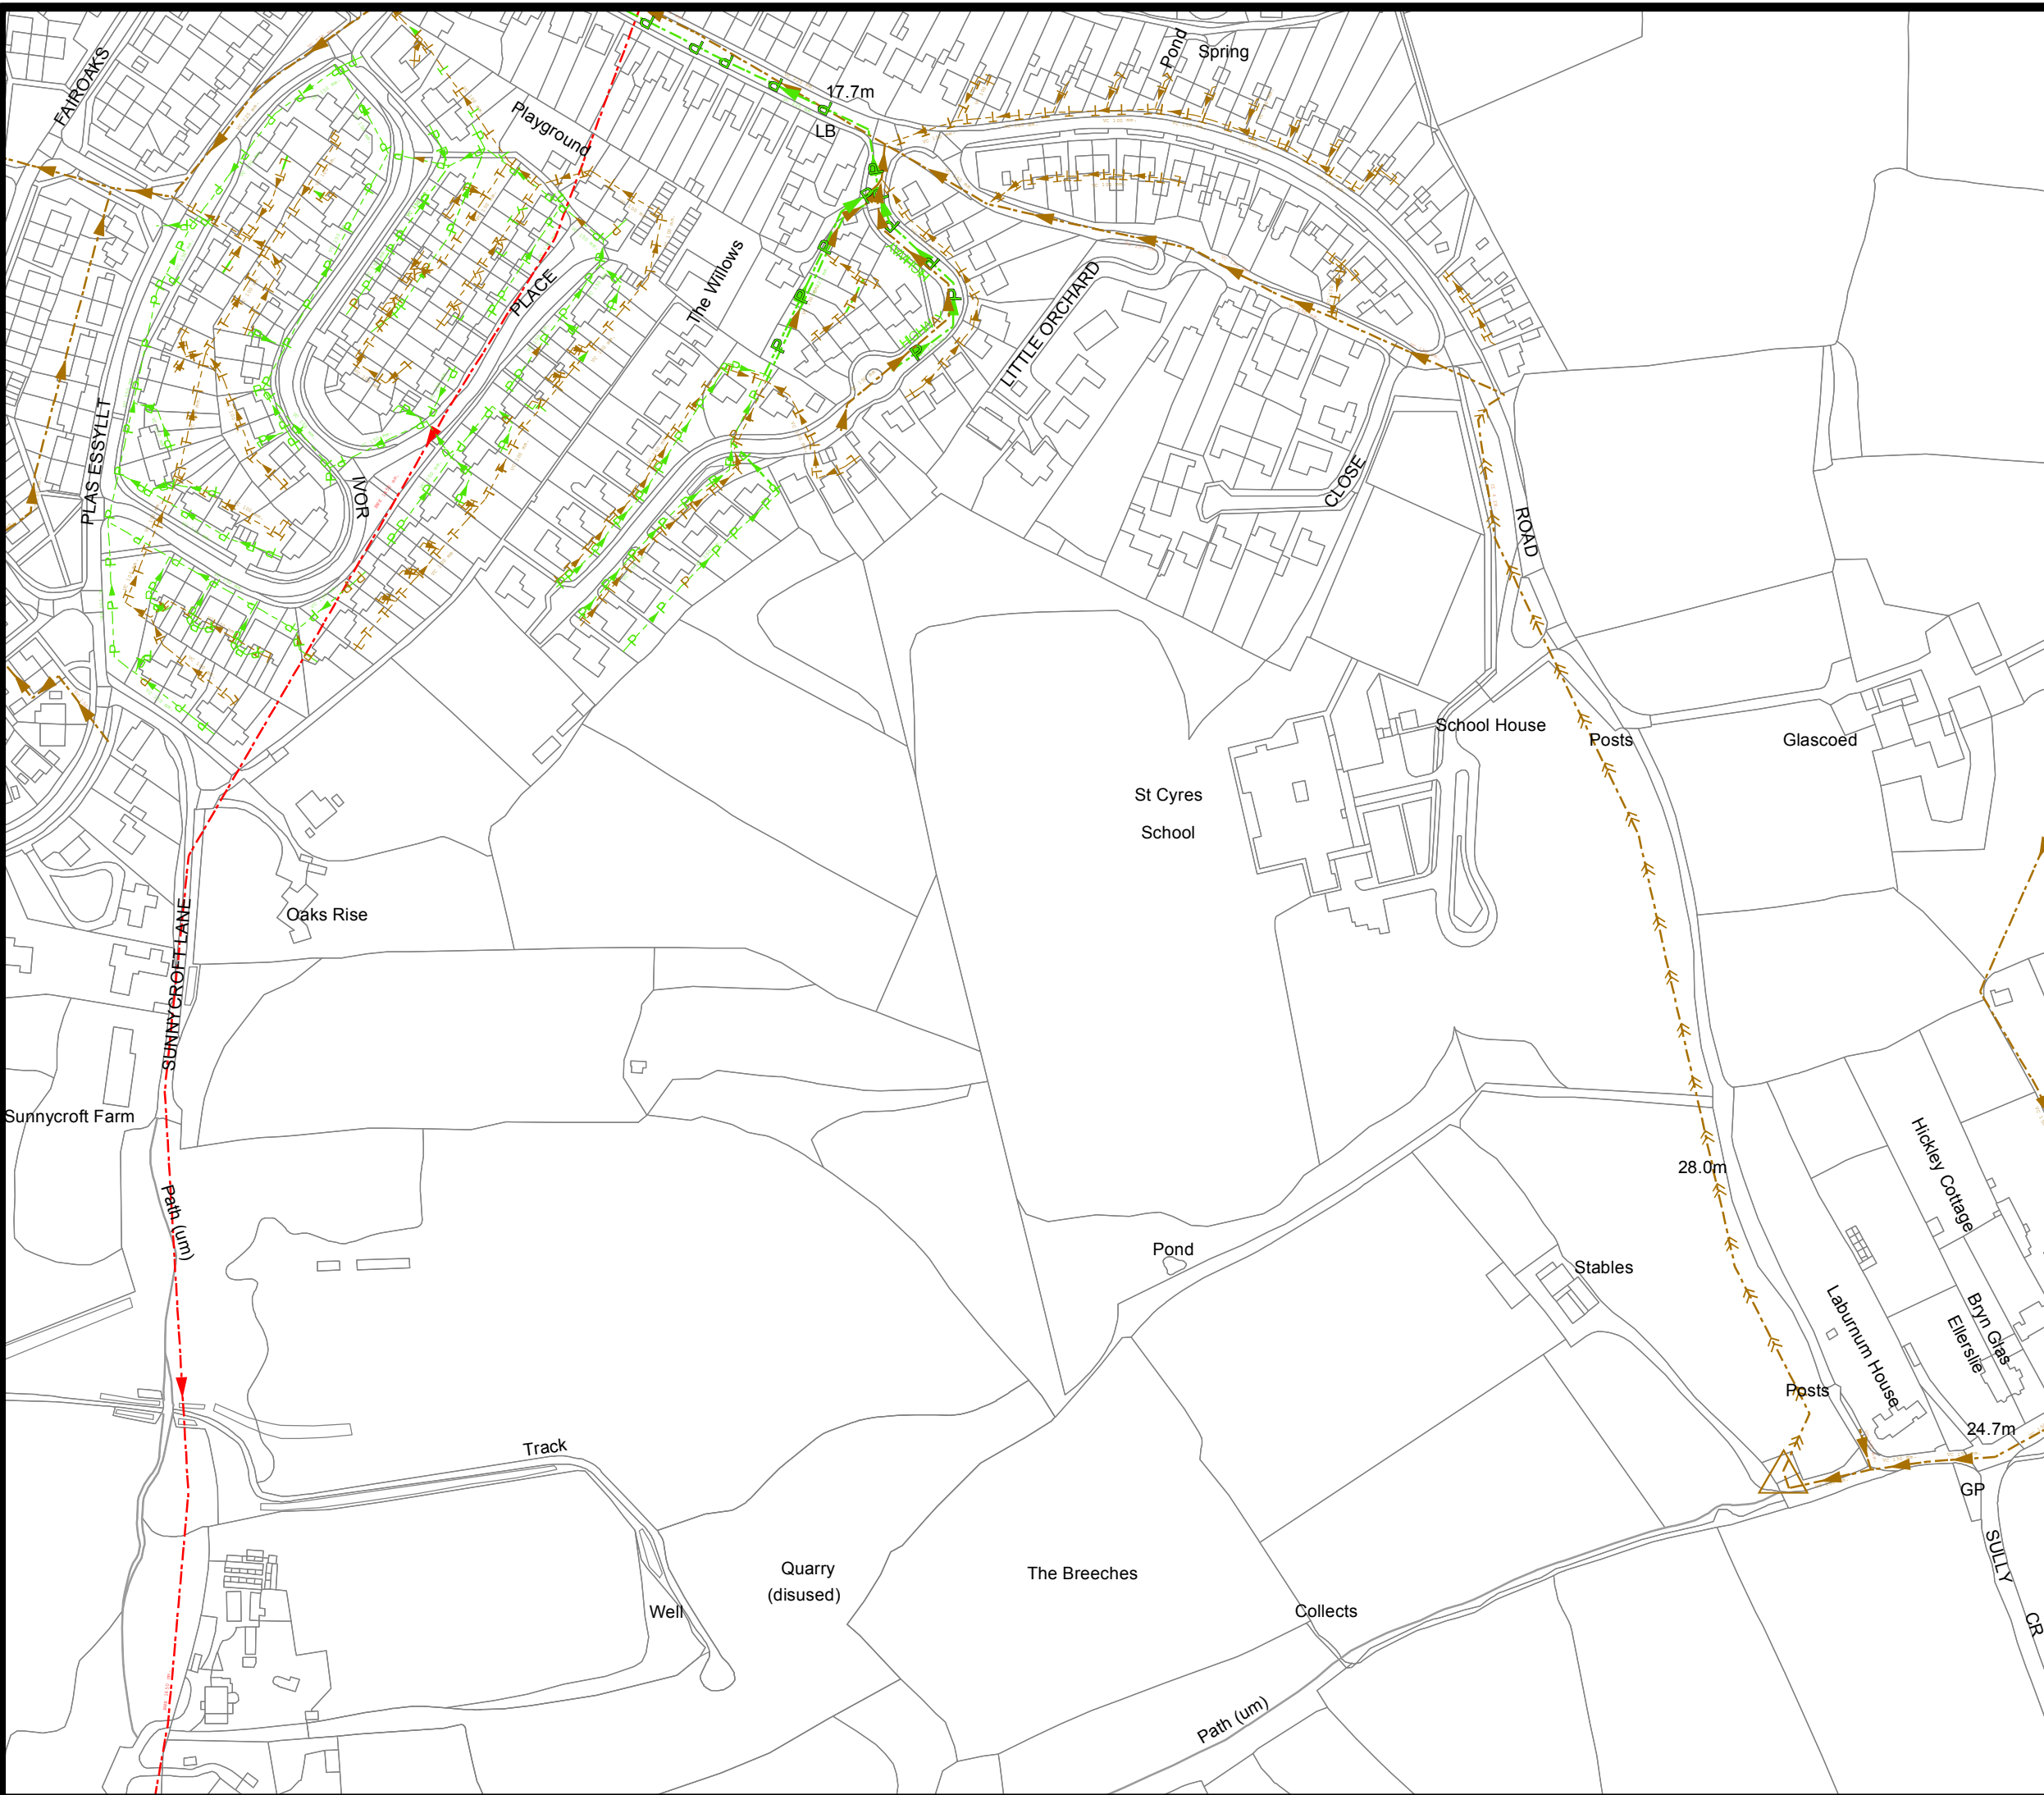 Pond
Spring
FAIROAKS
17.7m
Playground
LB
The Willows
PLACE
LITTLE ORCHARD
PLAS ESSYLLT
IVOR
CLOSE
ROAD
School House
Posts
Glascoed
St Cyres
School
Oaks Rise
SUNNYCROFT LANE
Sunnycroft Farm
Hickley Cottage
28.0m
Path (um)
Pond
Stables
Laburnum House
Bryn Glas
Ellerslie
Posts
24.7m
Track
GP
SULLY
Quarry
(disused)
The Breeches
Well
Collects
CR
Path (um)